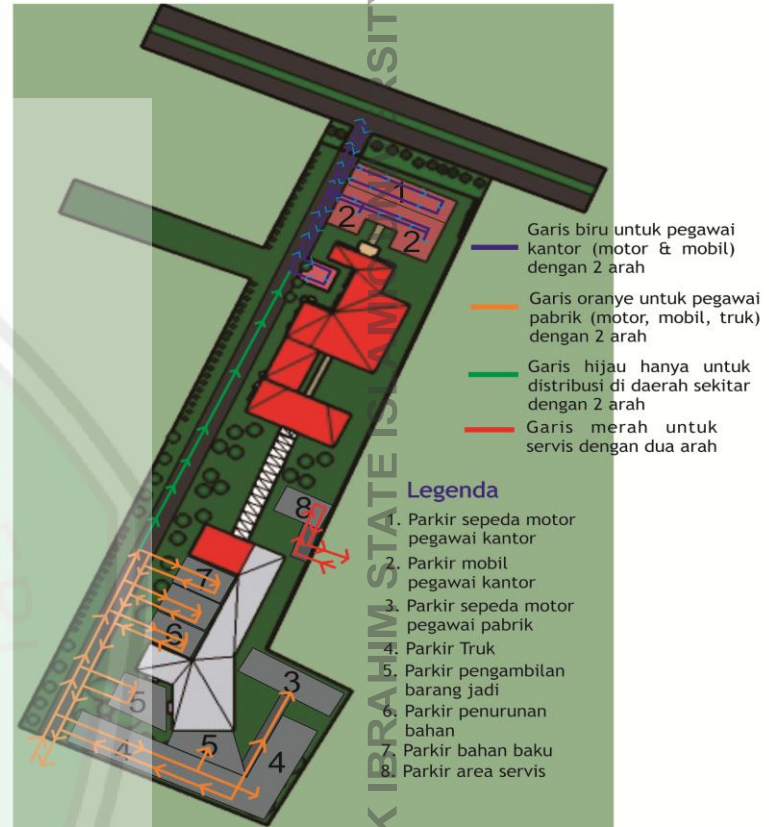 K IBRAHIM STATE ISLAMIC UNIVERSITY
1
2
2
8
7
6
5
3
4
5
4
Garis biru untuk pegawai
kantor (motor & mobil)
dengan 2 arah
Garis oranye untuk pegawai
pabrik (motor, mobil, truk)
dengan 2 arah
Garis hijau hanya untuk
distribusi di daerah sekitar
dengan 2 arah
Garis merah untuk
servis dengan dua arah
Legenda
1. Parkir sepeda motor
pegawai kantor
2. Parkir mobil
pegawai kantor
3. Parkir sepeda motor
pegawai pabrik
4. Parkir Truk
5. Parkir pengambilan
barang jadi
6. Parkir penurunan
bahan
7. Parkir bahan baku
8. Parkir area servis